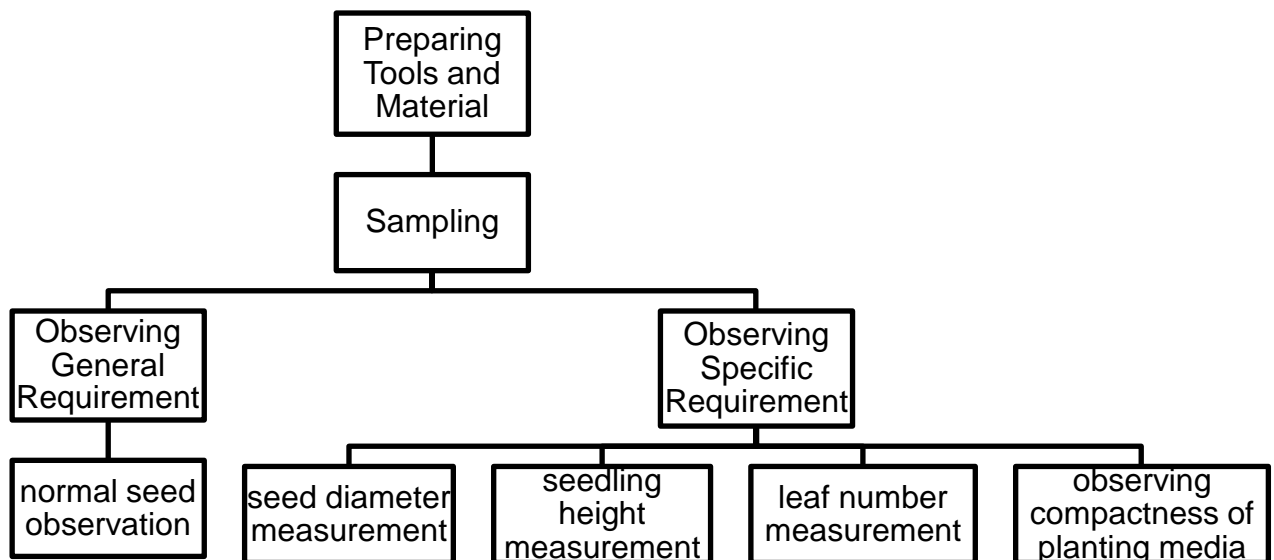 Preparing
Tools and
Material
Sampling
Observing
General
Requirement
Observing
Specific
Requirement
normal seed
observation
seed diameter
measurement
seedling
height
measurement
leaf number
measurement
observing
compactness of
planting media